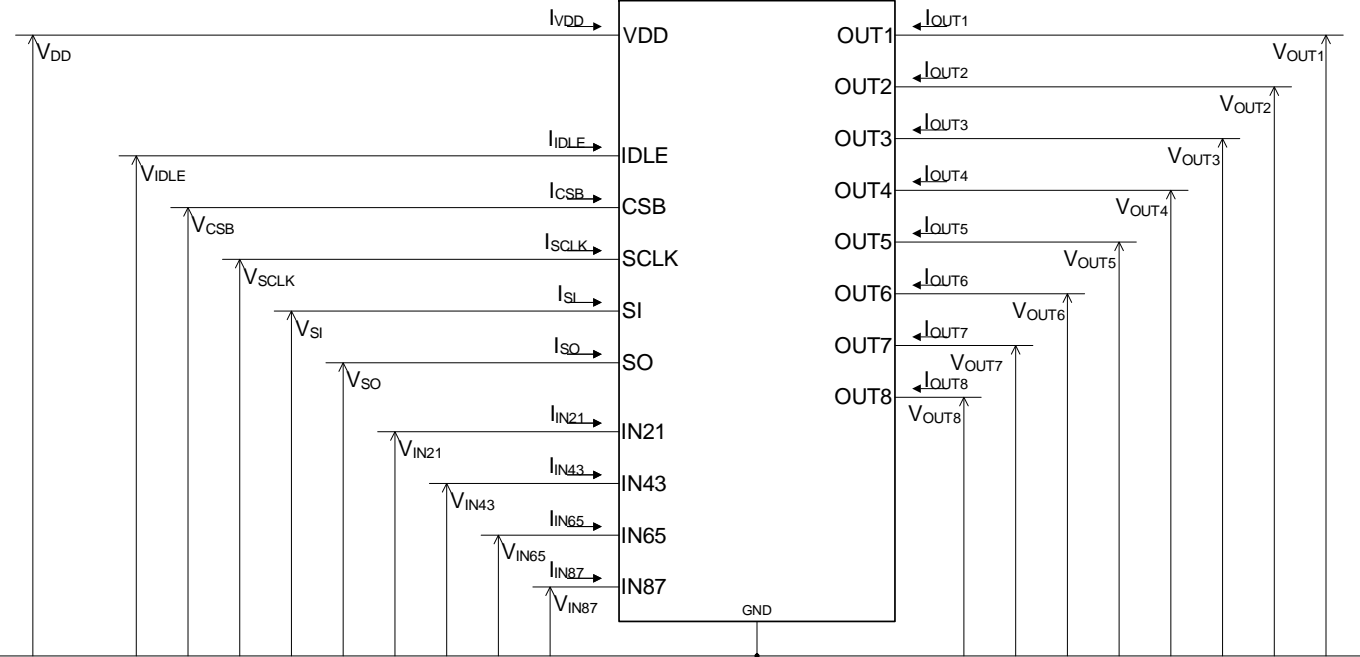 IVDD
VDD
VDD
IIDLE
IDLE
VIDLE
ICSB
CSB
VCSB
ISCLK
SCLK
VSCLK
ISI
SI
VSI
ISO
SO
VSO
IIN21
IN21
VIN21
IIN43
IN43
VIN43
IIN65
IN65
VIN65
IIN87
IN87
VIN87
GND
IOUT1
OUT1
VOUT1
IOUT2
OUT2
VOUT2
IOUT3
OUT3
VOUT3
IOUT4
OUT4
VOUT4
IOUT5
OUT5
VOUT5
IOUT6
OUT6
VOUT6
IOUT7
OUT7
VOUT7
IOUT8
OUT8
VOUT8